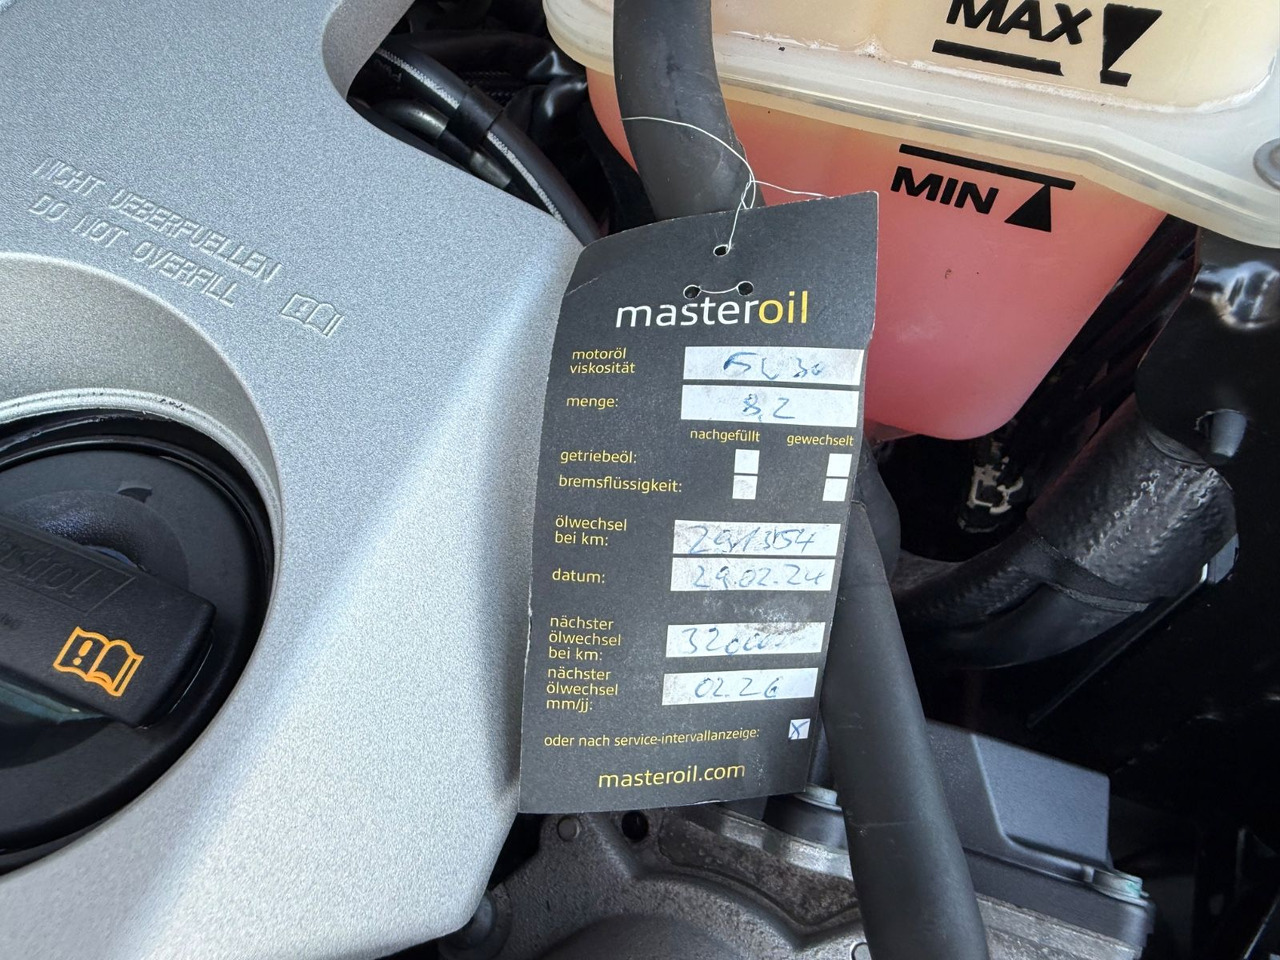 MAX
MIN
NICHT UEBERFUELLEN
DO NOT OVERFILL
masteroil
motoröl
viskosität
5W30
menge: 8,2
nachgefüllt gewechselt
getriebeöl:
bremsflüssigkeit:
ölwechsel
bei km: 291354
datum: 29.02.24
nächster
ölwechsel
bei km:
nächster
ölwechsel
mm/jj: 02.26
oder nach service-intervallanzeige: x
masteroil.com